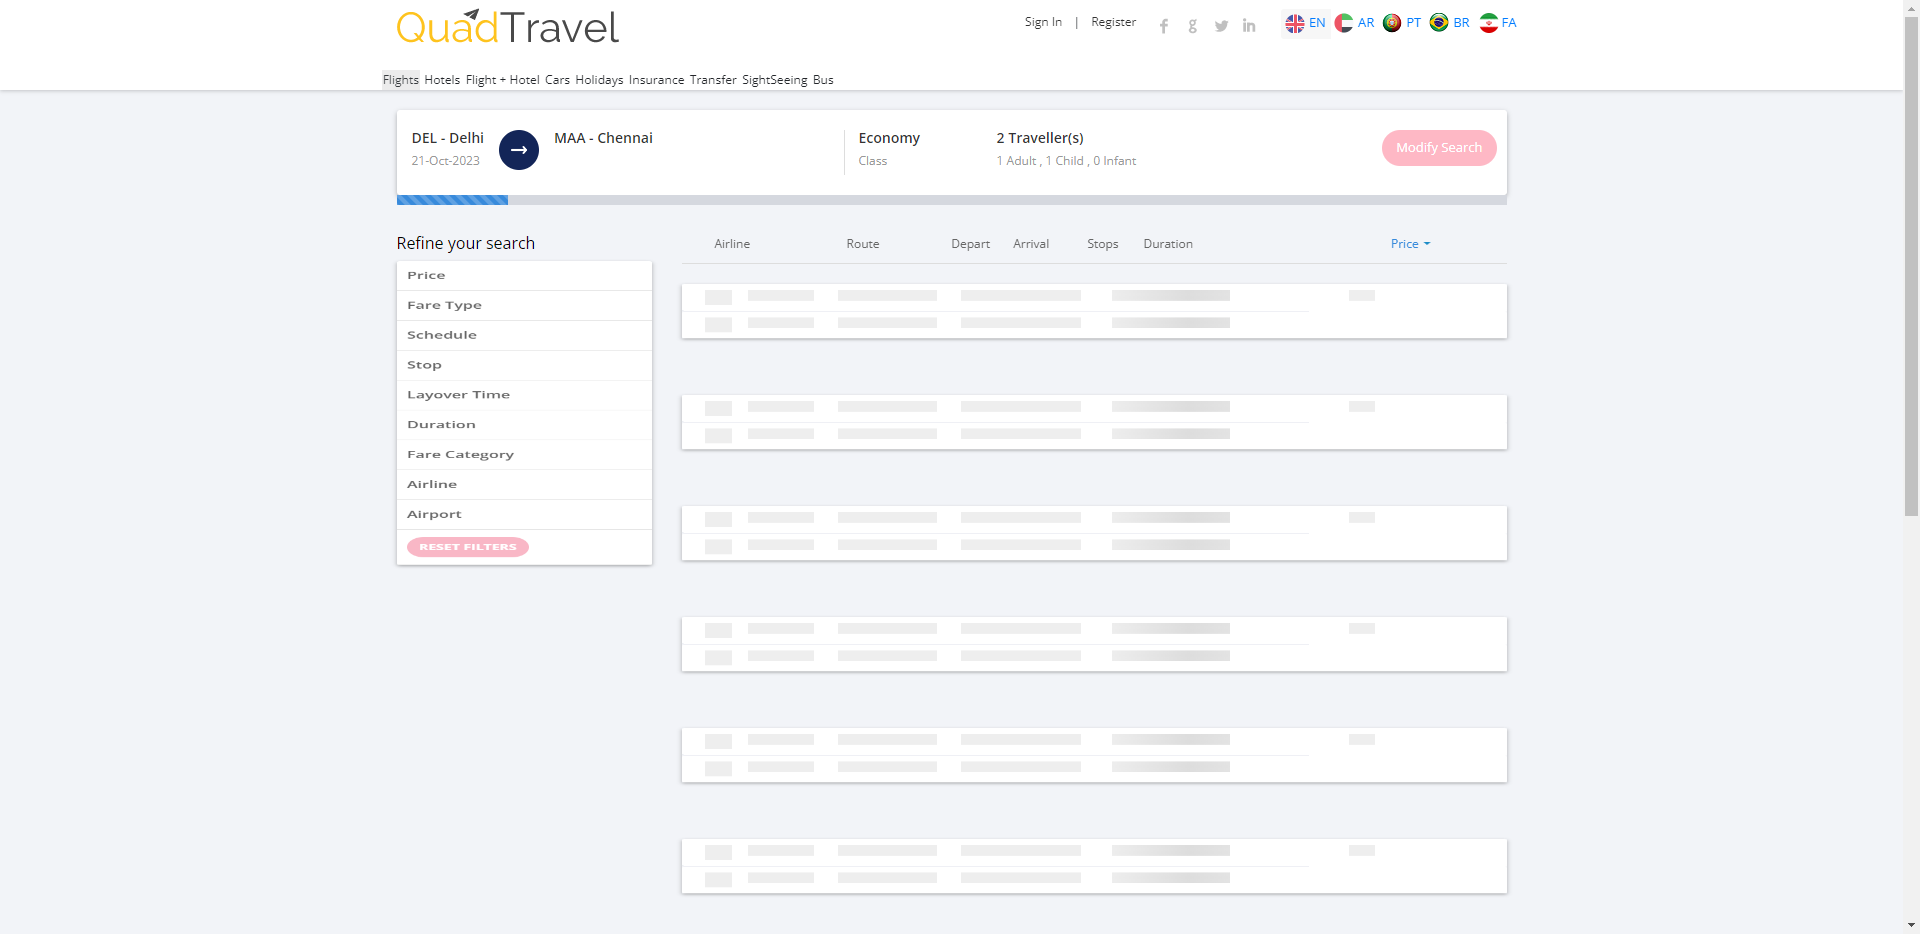 QuadTravel
Sign In | Register
EN AR PT BR FA
Flights Hotels Flight + Hotel Cars Holidays Insurance Transfer SightSeeing Bus
DEL - Delhi
21-Oct-2023
MAA - Chennai
Economy
Class
2 Traveller(s)
1 Adult , 1 Child , 0 Infant
Modify Search
Refine your search
Price
Fare Type
Schedule
Stop
Layover Time
Duration
Fare Category
Airline
Airport
RESET FILTERS
Airline Route Depart Arrival Stops Duration Price